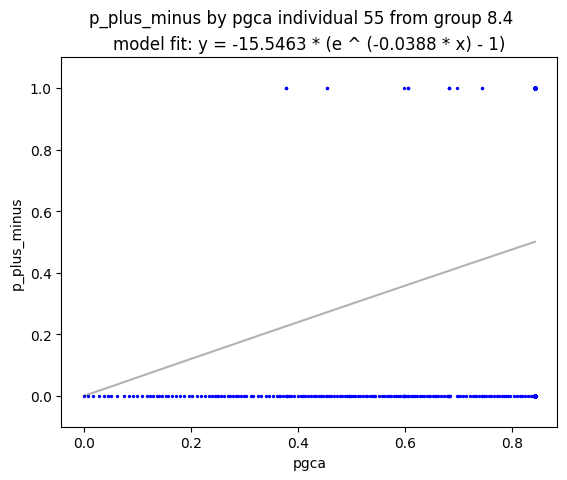 p_plus_minus by pgca individual 55 from group 8.4
model fit: y = -15.5463 * (e ^ (-0.0388 * x) - 1)
1.0
0.8
0.6
0.4
0.2
0.0
p_plus_minus
0.0 0.2 0.4 0.6 0.8
pgca